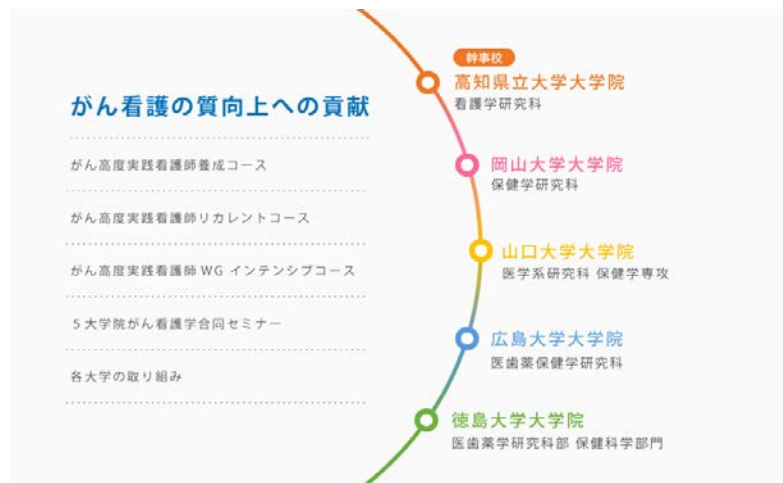 がん看護の質向上への貢献
がん高度実践看護師養成コース
がん高度実践看護師リカレントコース
がん高度実践看護師 WG インテンシブコース
５大学院がん看護学合同セミナー
各大学の取り組み
幹事校
高知県立大学大学院
看護学研究科
岡山大学大学院
保健学研究科
山口大学大学院
医学系研究科 保健学専攻
広島大学大学院
医歯薬保健学研究科
徳島大学大学院
医歯薬学研究科部 保健科学部門